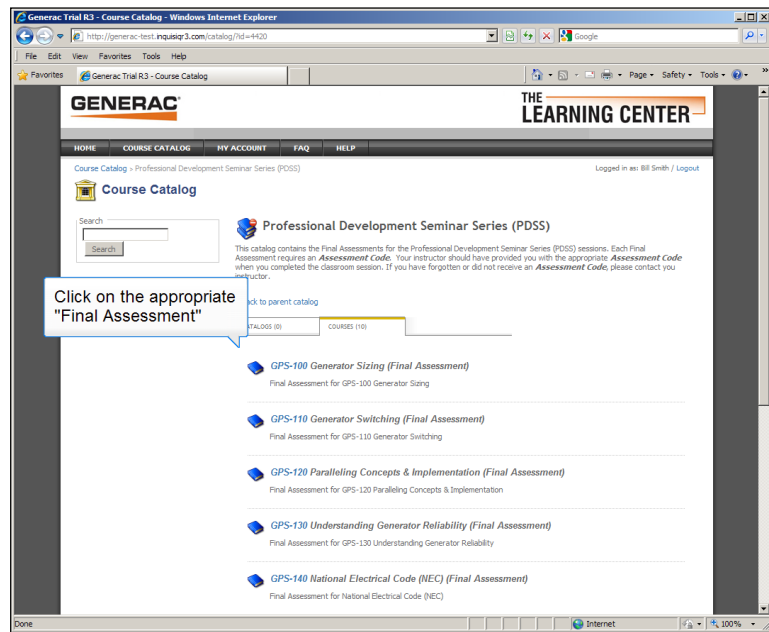 Generac Trial R3 - Course Catalog - Windows Internet Explorer
http://generac-test.inquisiqr3.com/catalog/?id=4420
Google
File Edit View Favorites Tools Help
Favorites
Generac Trial R3 - Course Catalog
Page
Safety
Tools
GENERAC
THE
LEARNING CENTER
HOME COURSE CATALOG MY ACCOUNT FAQ HELP
Course Catalog » Professional Development Seminar Series (PDSS)
Logged in as: Bill Smith / Logout
Course Catalog
Search
Search
Professional Development Seminar Series (PDSS)
This catalog contains the Final Assessments for the Professional Development Seminar Series (PDSS) sessions. Each Final
Assessment requires an Assessment Code. Your instructor should have provided you with the appropriate Assessment Code
when you completed the classroom session. If you have forgotten or did not receive an Assessment Code, please contact you
instructor.
Click on the appropriate
"Final Assessment"
to parent catalog
(0)
COURSES (10)
GPS-100 Generator Sizing (Final Assessment)
Final Assessment for GPS-100 Generator Sizing
GPS-110 Generator Switching (Final Assessment)
Final Assessment for GPS-110 Generator Switching
GPS-120 Paralleling Concepts & Implementation (Final Assessment)
Final Assessment for GPS-120 Paralleling Concepts & Implementation
GPS-130 Understanding Generator Reliability (Final Assessment)
Final Assessment for GPS-130 Understanding Generator Reliability
GPS-140 National Electrical Code (NEC) (Final Assessment)
Final Assessment for National Electrical Code (NEC)
Done
Internet
100%